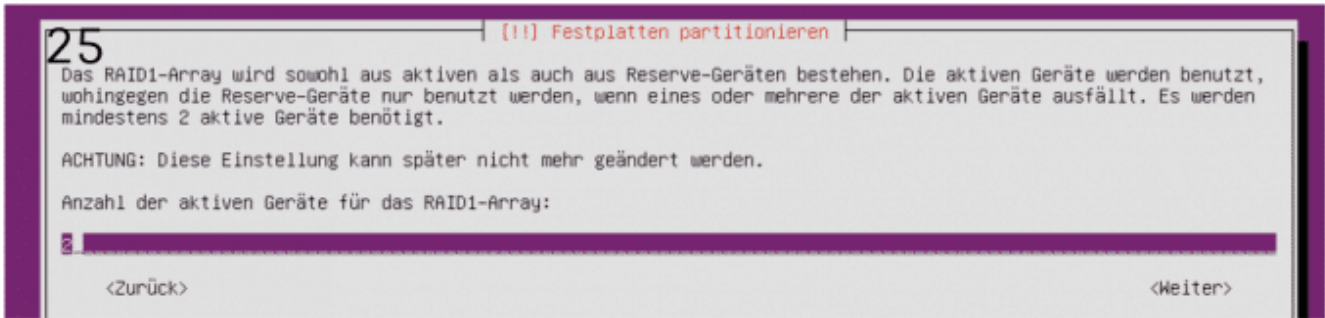 [!!] Festplatten partitionieren
25
Das RAID1-Array wird sowohl aus aktiven als auch aus Reserve-Geräten bestehen. Die aktiven Geräte werden benutzt,
wohingegen die Reserve-Geräte nur benutzt werden, wenn eines oder mehrere der aktiven Geräte ausfällt. Es werden
mindestens 2 aktive Geräte benötigt.
ACHTUNG: Diese Einstellung kann später nicht mehr geändert werden.
Anzahl der aktiven Geräte für das RAID1-Array:
2
<Zurück> <Weiter>